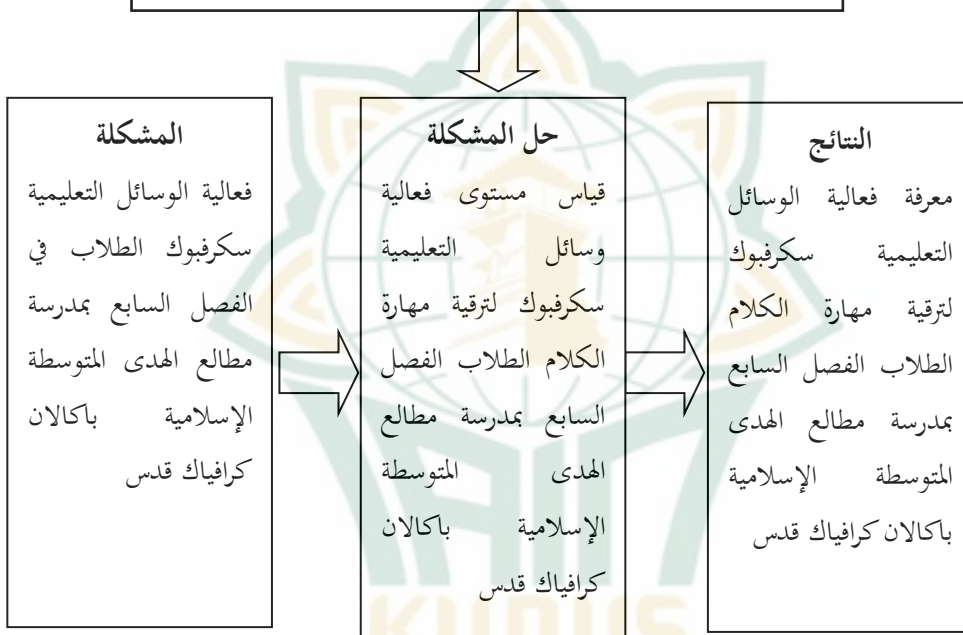 المشكلة
فعالية الوسائل التعليمية
سكرفبوك الطلاب في
الفصل السابع بمدرسة
مطالع الهدى المتوسطة
الإسلامية باكالان
كرافياك قدس
حل المشكلة
قياس مستوى فعالية
وسائل التعليمية
سكرفبوك لترقية مهارة
الكلام الطلاب الفصل
السابع بمدرسة مطالع
الهدى المتوسطة
الإسلامية باكالان
كرافياك قدس
النتائج
معرفة فعالية الوسائل
التعليمية سكرفبوك
لترقية مهارة الكلام
الطلاب الفصل السابع
بمدرسة مطالع الهدى
المتوسطة الإسلامية
باكالان كرافياك قدس
KUDUS